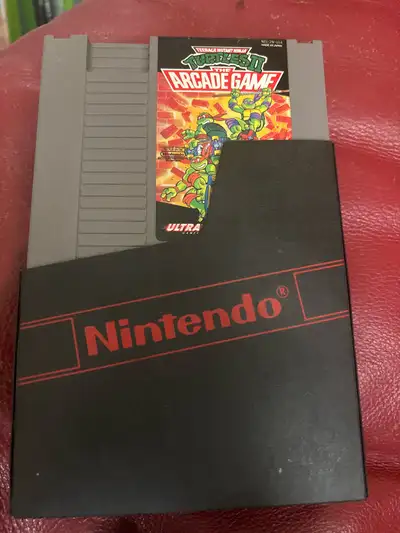 TEENAGE MUTANT NINJA
TURTLES II
THE
ARCADE GAME
ULTRA
Nintendo®